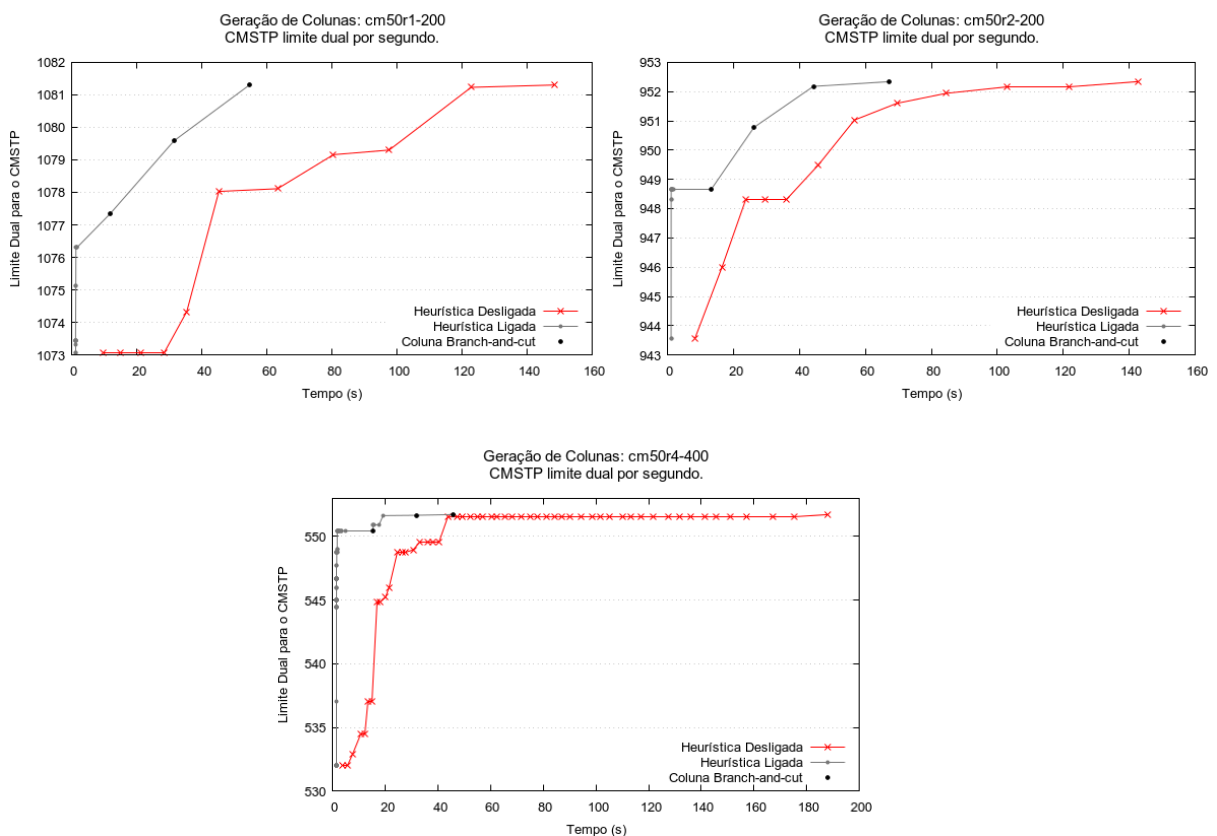 Geração de Colunas: cm50r1-200
CMSTP limite dual por segundo.
1082
1081
1080
1079
1078
1077
1076
1075
1074
1073
0 20 40 60 80 100 120 140 160
Limite Dual para o CMSTP
Tempo (s)
Heurística Desligada
Heurística Ligada
Coluna Branch-and-cut
Geração de Colunas: cm50r2-200
CMSTP limite dual por segundo.
953
952
951
950
949
948
947
946
945
944
943
0 20 40 60 80 100 120 140 160
Limite Dual para o CMSTP
Tempo (s)
Heurística Desligada
Heurística Ligada
Coluna Branch-and-cut
Geração de Colunas: cm50r4-400
CMSTP limite dual por segundo.
550
545
540
535
530
0 20 40 60 80 100 120 140 160 180 200
Limite Dual para o CMSTP
Tempo (s)
Heurística Desligada
Heurística Ligada
Coluna Branch-and-cut